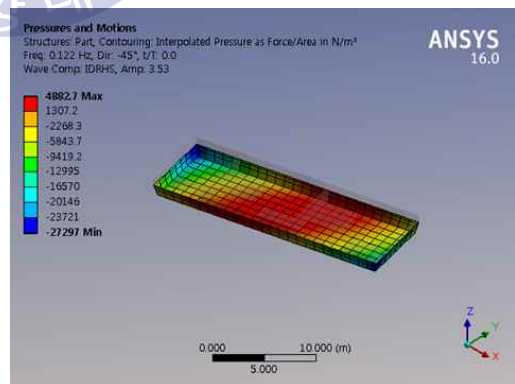 Pressures and Motions
Structures: Part, Contouring: Interpolated Pressure as Force/Area in N/m²
Freq: 0.122 Hz, Dir: -45°, t/T: 0.0
Wave Comp: IDRHS, Amp: 3.53
ANSYS
16.0
4882.7 Max
1307.2
-2268.3
-5843.7
-9419.2
-12995
-16570
-20146
-23721
-27297 Min
Z
Y
X
0.000
10.000 (m)
5.000